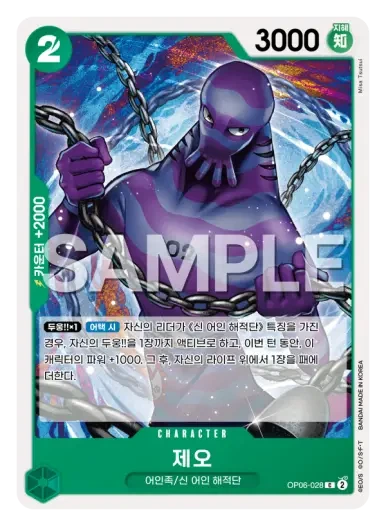 2
3000
지혜
知
Misa Tsutsui
카운터 +2000
SAMPLE
두웅!!×1 어택 시 자신의 리더가 《신 어인 해적단》 특징을 가진
경우, 자신의 두웅!!을 1장까지 액티브로 하고, 이번 턴 동안, 이
캐릭터의 파워 +1000. 그 후, 자신의 라이프 위에서 1장을 패에
더한다.
BANDAI MADE IN KOREA
©E.O/S ©O/S·F·T
CHARACTER
제오
어인족/신 어인 해적단
OP06-028 C 2